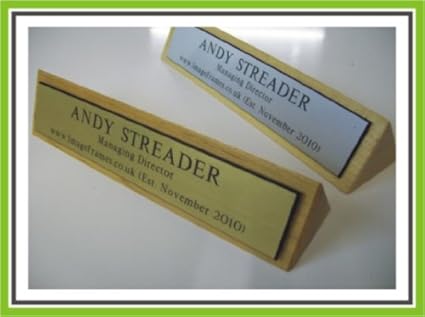 ANDY STREADER
Managing Director
www.imageframes.co.uk (Est. November 2010)
ANDY STREADER
Managing Director
www.imageframes.co.uk (Est. November 2010)